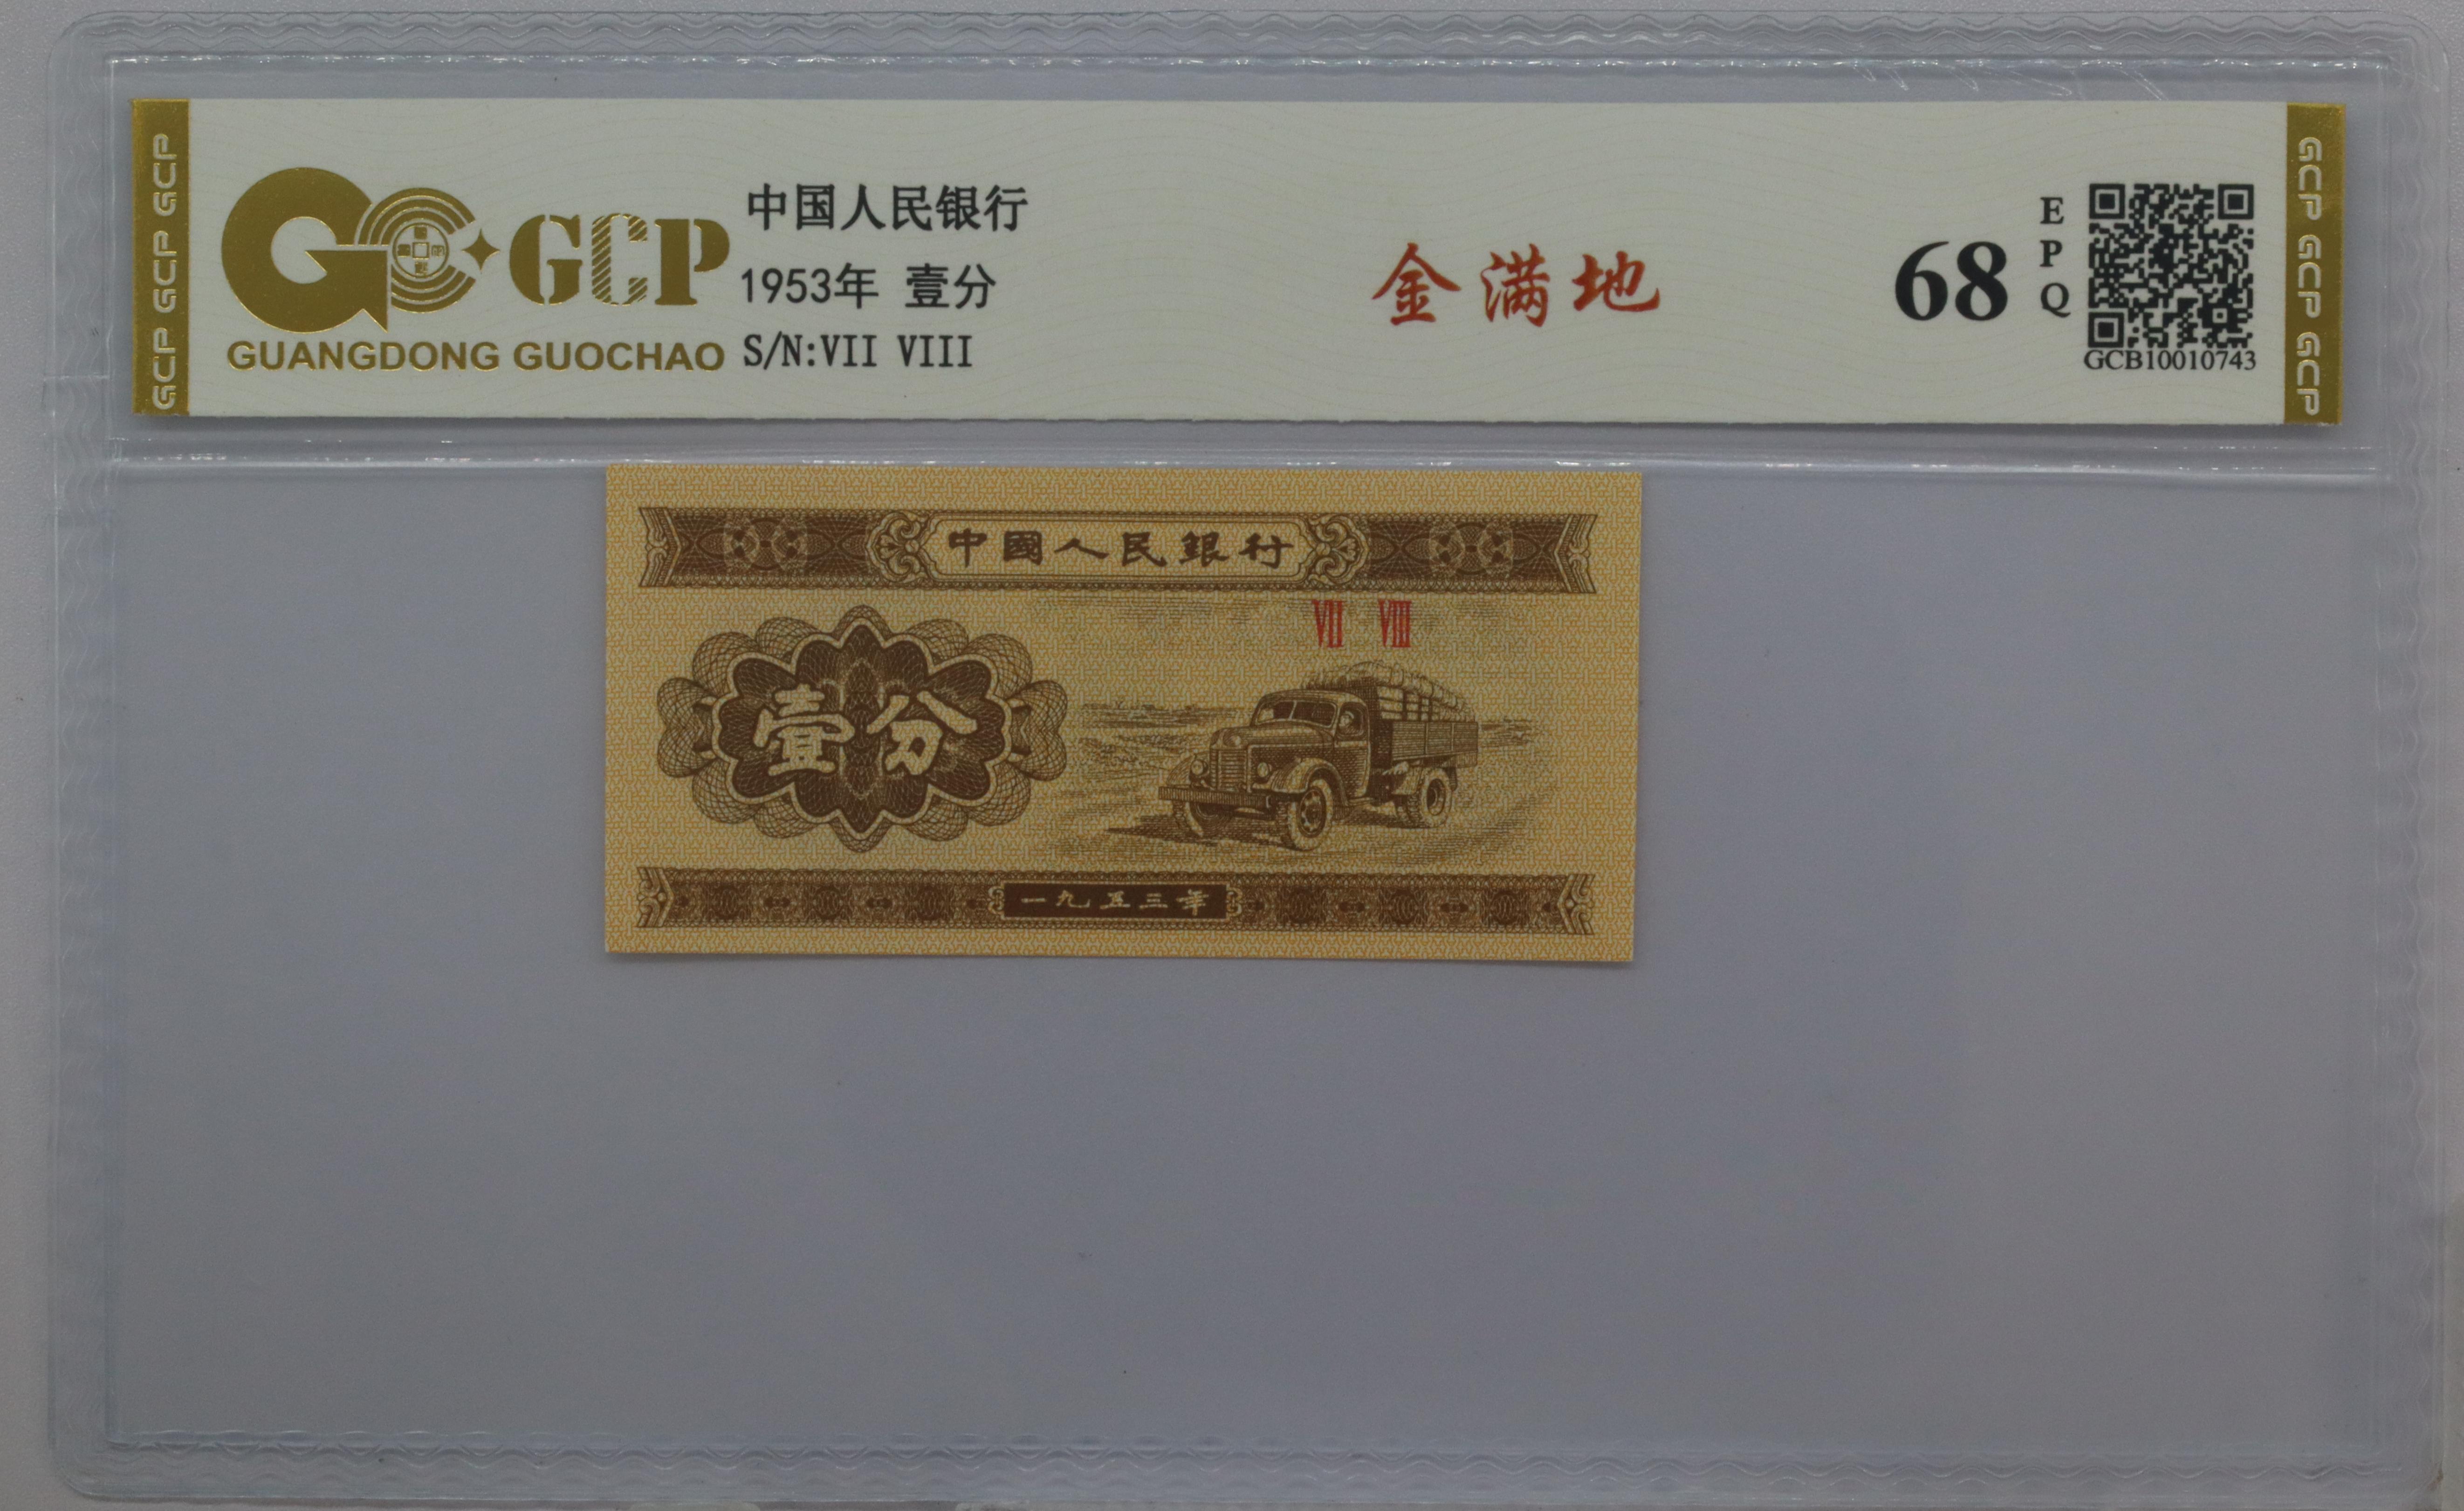 GCP GCP GCP
GCP
GUANGDONG GUOCHAO
中国人民银行
1953年 壹分
S/N:VII VIII
金满地
68
EPQ
GCB10010743
GCP GCP GCP
中國人民銀行
VII VIII
壹分
一九五三年